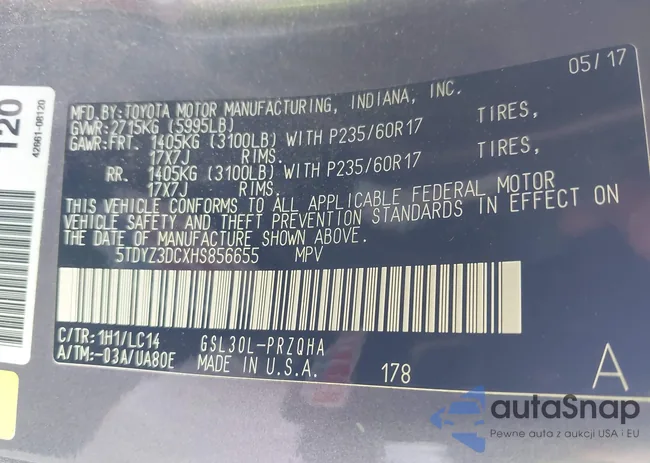 05/17
MFD.BY:TOYOTA MOTOR MANUFACTURING, INDIANA, INC.
GVWR:2715KG (5995LB)
GAWR:FRT. 1405KG (3100LB) WITH P235/60R17 TIRES,
17X7J RIMS.
RR. 1405KG (3100LB) WITH P235/60R17 TIRES,
17X7J RIMS.
THIS VEHICLE CONFORMS TO ALL APPLICABLE FEDERAL MOTOR
VEHICLE SAFETY AND THEFT PREVENTION STANDARDS IN EFFECT ON
THE DATE OF MANUFACTURE SHOWN ABOVE.
5TDYZ3DCXHS856655 MPV
C/TR:1H1/LC14 GSL30L-PRZQHA
A/TM:-03A/UA80E MADE IN U.S.A. 178 A
120
42661-08120
autaSnap
Pewne auta z aukcji USA i EU